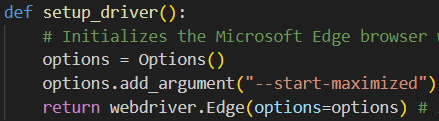 def setup_driver():
    # Initializes the Microsoft Edge browser
    options = Options()
    options.add_argument("--start-maximized")
    return webdriver.Edge(options=options) #